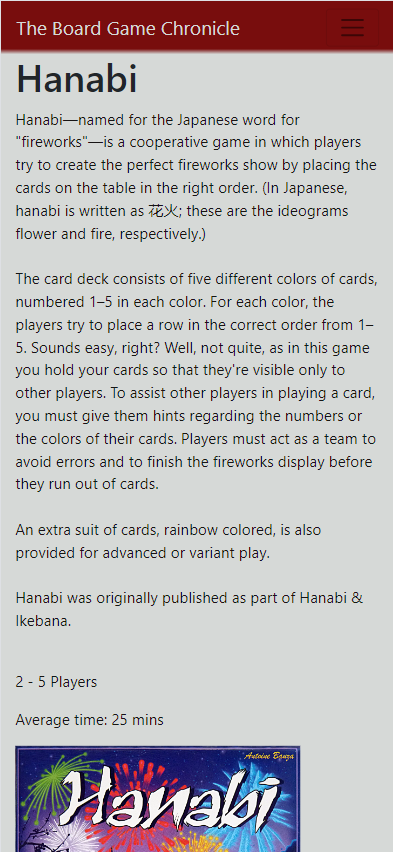 The Board Game Chronicle
Hanabi
Hanabi—named for the Japanese word for
"fireworks"—is a cooperative game in which players
try to create the perfect fireworks show by placing the
cards on the table in the right order. (In Japanese,
hanabi is written as 花火; these are the ideograms
flower and fire, respectively.)
The card deck consists of five different colors of cards,
numbered 1–5 in each color. For each color, the
players try to place a row in the correct order from 1–
5. Sounds easy, right? Well, not quite, as in this game
you hold your cards so that they're visible only to
other players. To assist other players in playing a card,
you must give them hints regarding the numbers or
the colors of their cards. Players must act as a team to
avoid errors and to finish the fireworks display before
they run out of cards.
An extra suit of cards, rainbow colored, is also
provided for advanced or variant play.
Hanabi was originally published as part of Hanabi &
Ikebana.
2 - 5 Players
Average time: 25 mins
Antoine Bauza
Hanabi